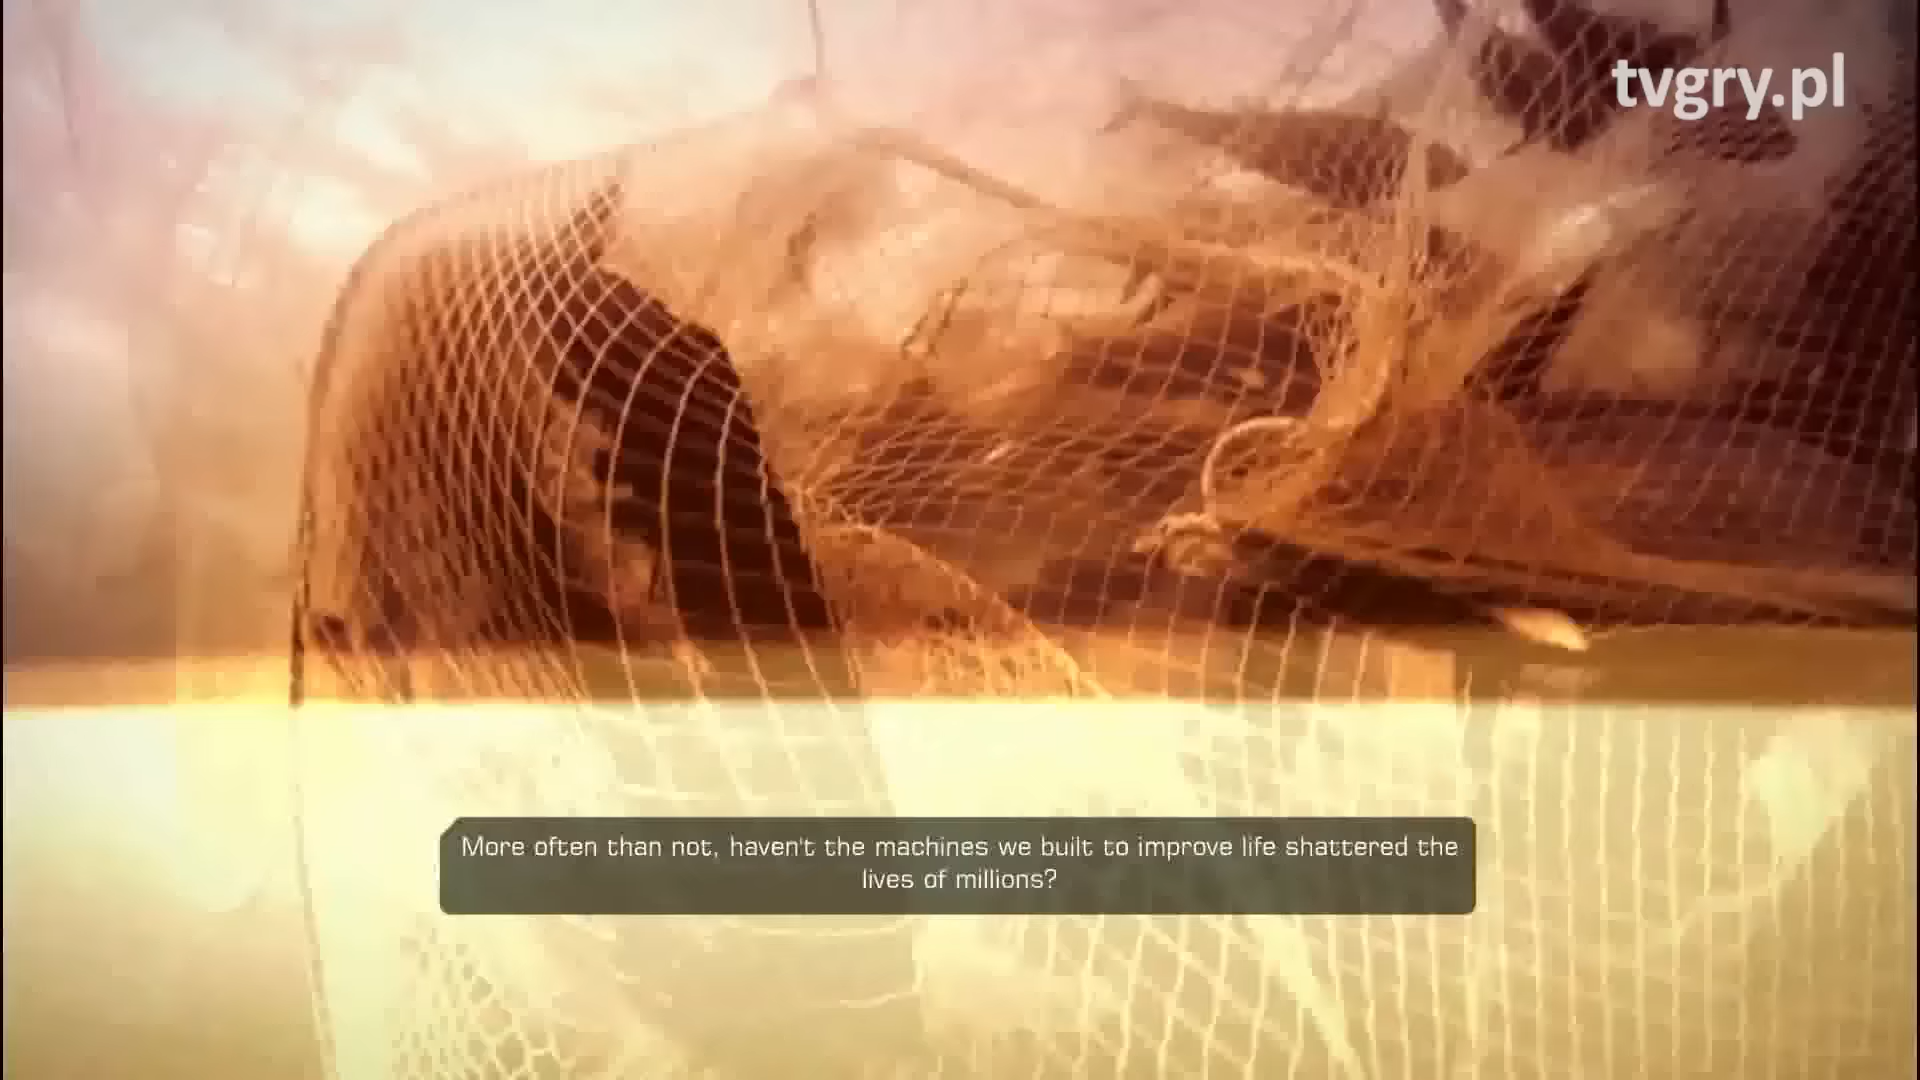 tvgry.pl
More often than not, haven't the machines we built to improve life shattered the
lives of millions?